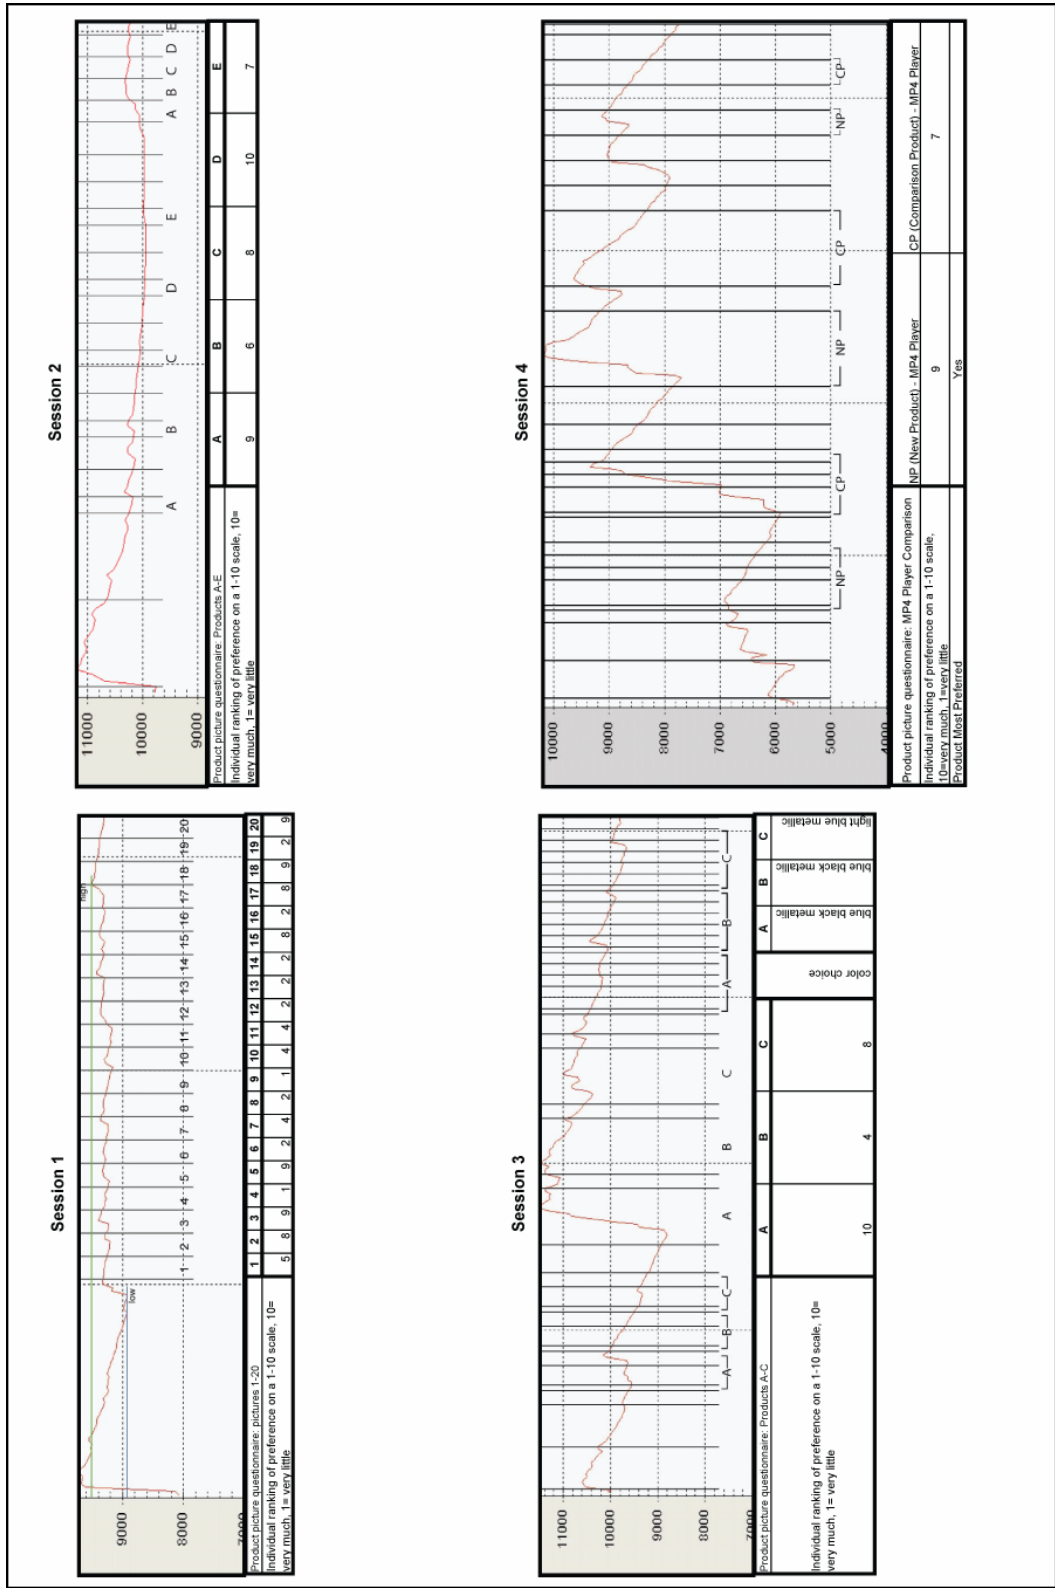 Session 1
high
9000
low
8000
1 2 3 4 5 6 7 8 9 10 11 12 13 14 15 16 17 18 19 20
7000
Product picture questionnaire: pictures 1-20 1 2 3 4 5 6 7 8 9 10 11 12 13 14 15 16 17 18 19 20
Individual ranking of preference on a 1-10 scale, 10= 5 8 9 1 9 2 4 2 1 4 4 2 2 2 8 2 8 9 2 9
very much, 1= very little
Session 2
11000
10000
A B C D E A B C D E
9000
Product picture questionnaire: Products A-E A B C D E
Individual ranking of preference on a 1-10 scale, 10= 9 6 8 10 7
very much, 1= very little
Session 3
11000
10000
9000
8000
A B C A B C A B C
7000
Product picture questionnaire: Products A-C A B C color choice A B C
Individual ranking of preference on a 1-10 scale, 10= 10 4 8 blue black metallic blue black metallic light blue metallic
very much, 1= very little
Session 4
10000
9000
8000
7000
6000
5000
NP CP NP CP NP CP
4000
Product picture questionnaire: MP4 Player Comparison NP (New Product) - MP4 Player CP (Comparison Product) - MP4 Player
Individual ranking of preference on a 1-10 scale, 9 7
10=very much, 1=very little
Product Most Preferred Yes